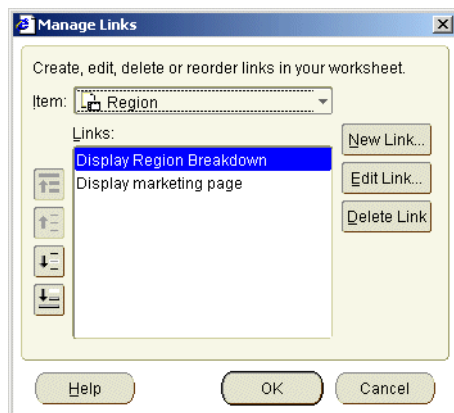 Manage Links
Create, edit, delete or reorder links in your worksheet.
Item: Region
Links:
Display Region Breakdown
Display marketing page
New Link...
Edit Link...
Delete Link
Help OK Cancel